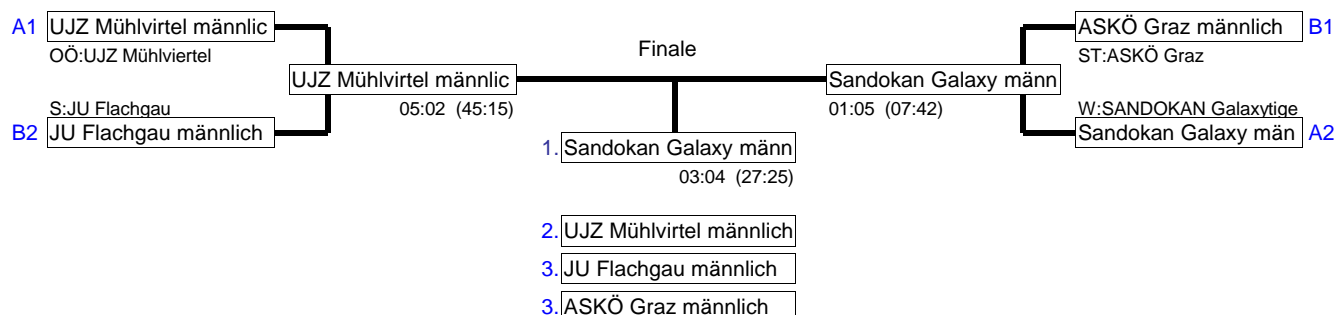 A1 UJZ Mühlvirtel männlic
OÖ:UJZ Mühlviertel
UJZ Mühlvirtel männlic
05:02 (45:15)
S:JU Flachgau
B2 JU Flachgau männlich
Finale
ASKÖ Graz männlich B1
ST:ASKÖ Graz
Sandokan Galaxy männ
01:05 (07:42)
W:SANDOKAN Galaxytige
Sandokan Galaxy män A2
1. Sandokan Galaxy männ
03:04 (27:25)
2. UJZ Mühlvirtel männlich
3. JU Flachgau männlich
3. ASKÖ Graz männlich